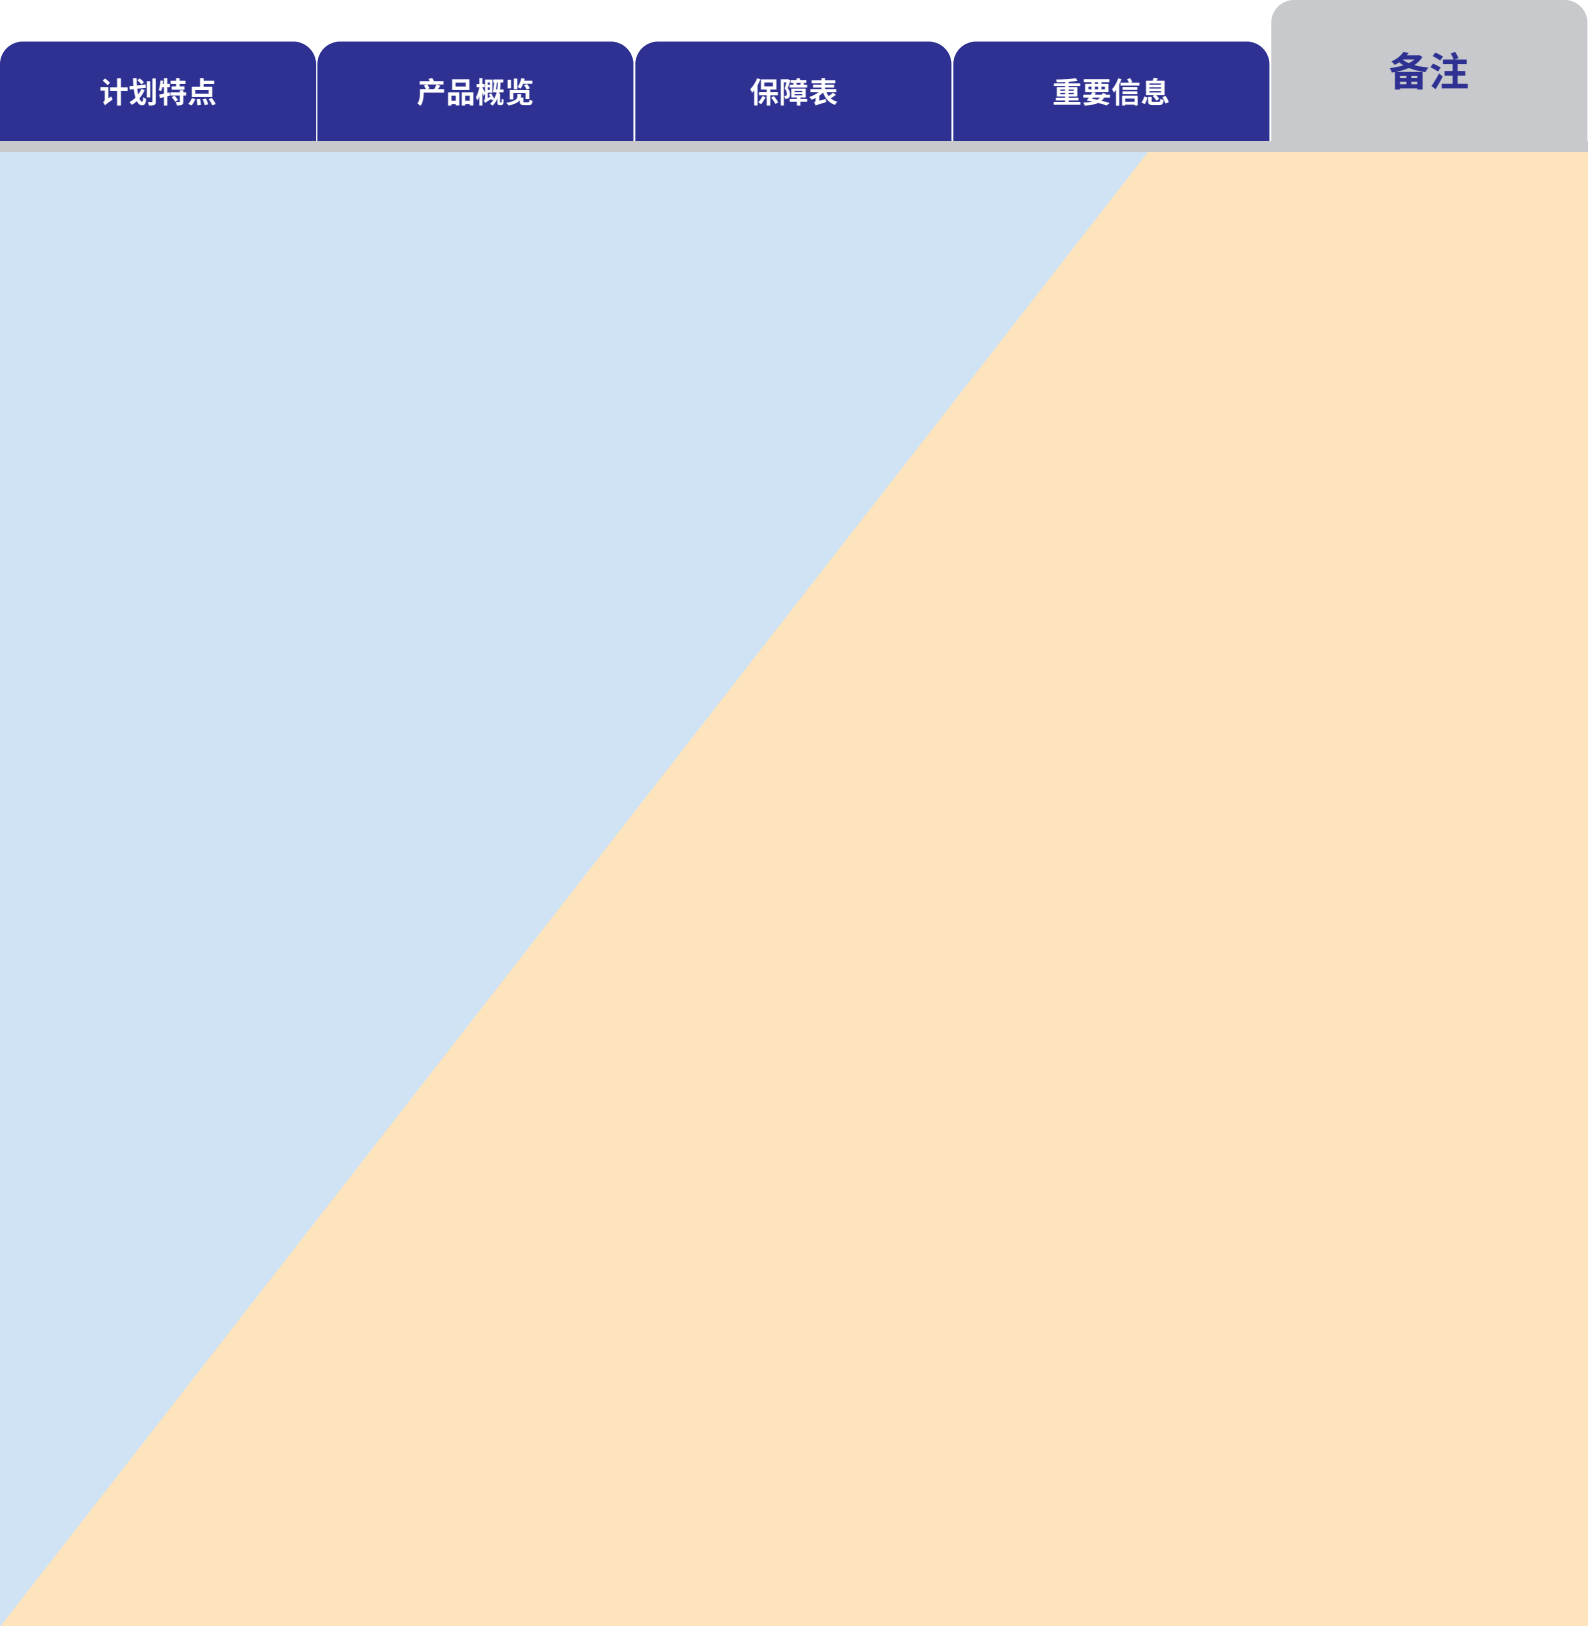 计划特点
产品概览
保障表
重要信息
备注